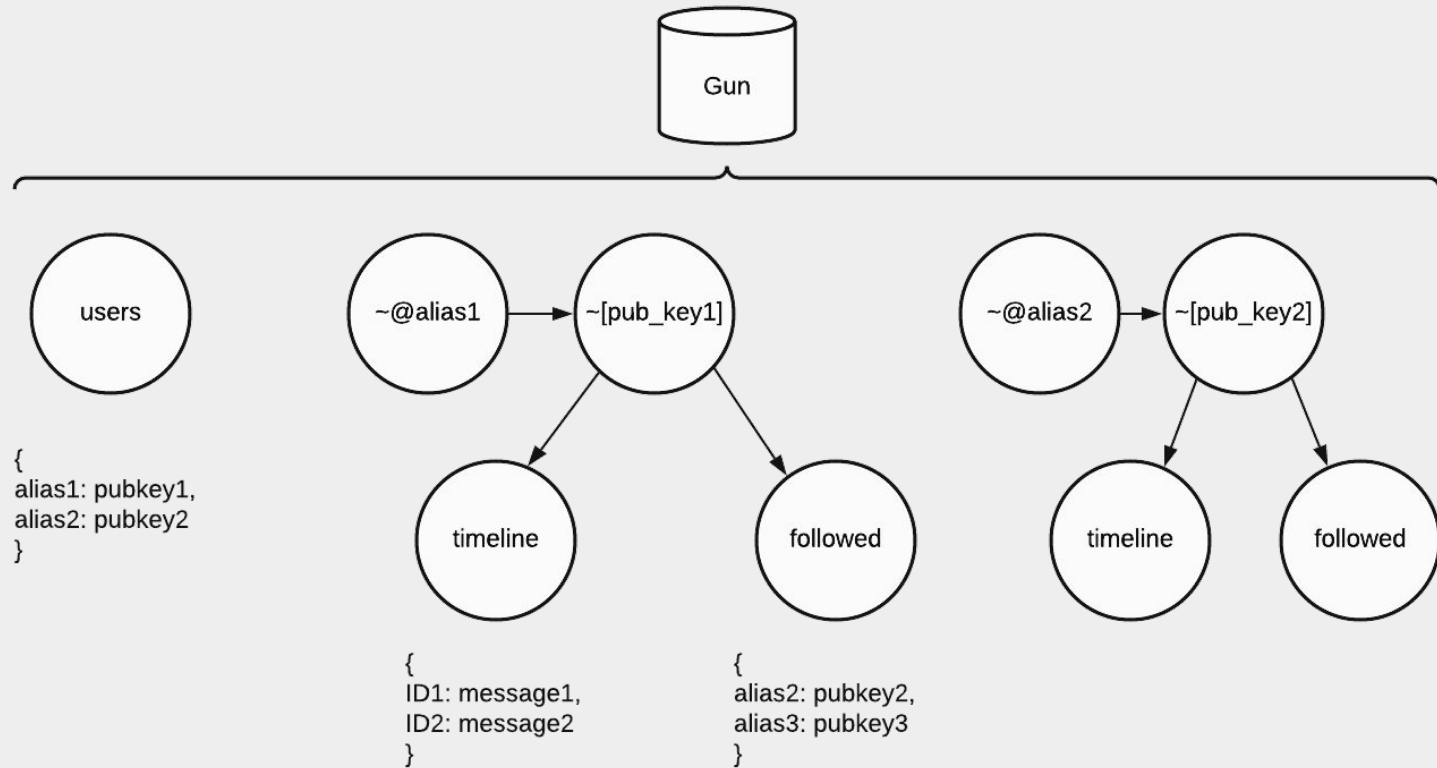 Gun
users
~@alias1
~[pub_key1]
~@alias2
~[pub_key2]
{
alias1: pubkey1,
alias2: pubkey2
}
timeline
followed
timeline
followed
{
ID1: message1,
ID2: message2
}
{
alias2: pubkey2,
alias3: pubkey3
}